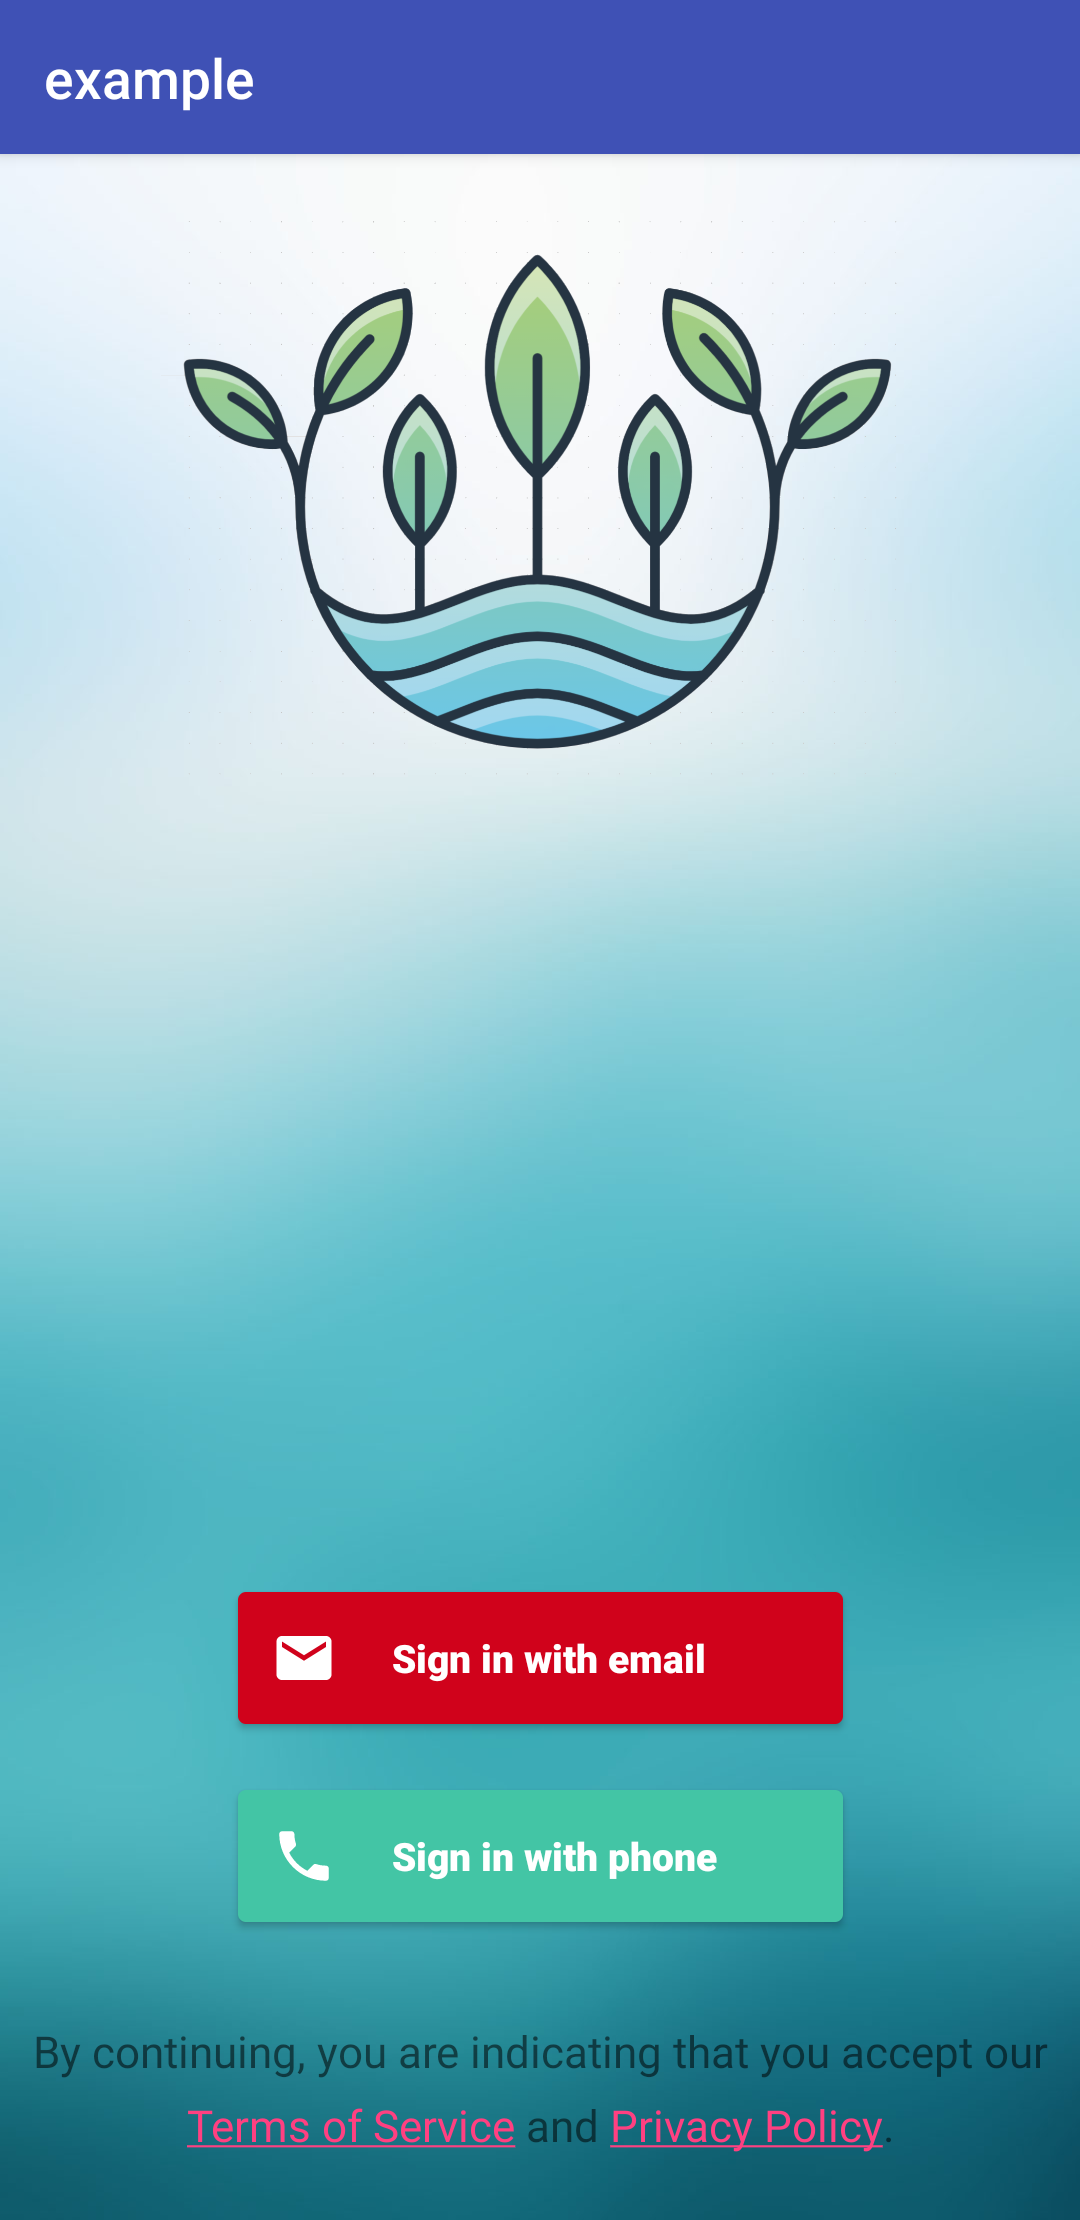 example
Sign in with email
Sign in with phone
By continuing, you are indicating that you accept our
Terms of Service and Privacy Policy.